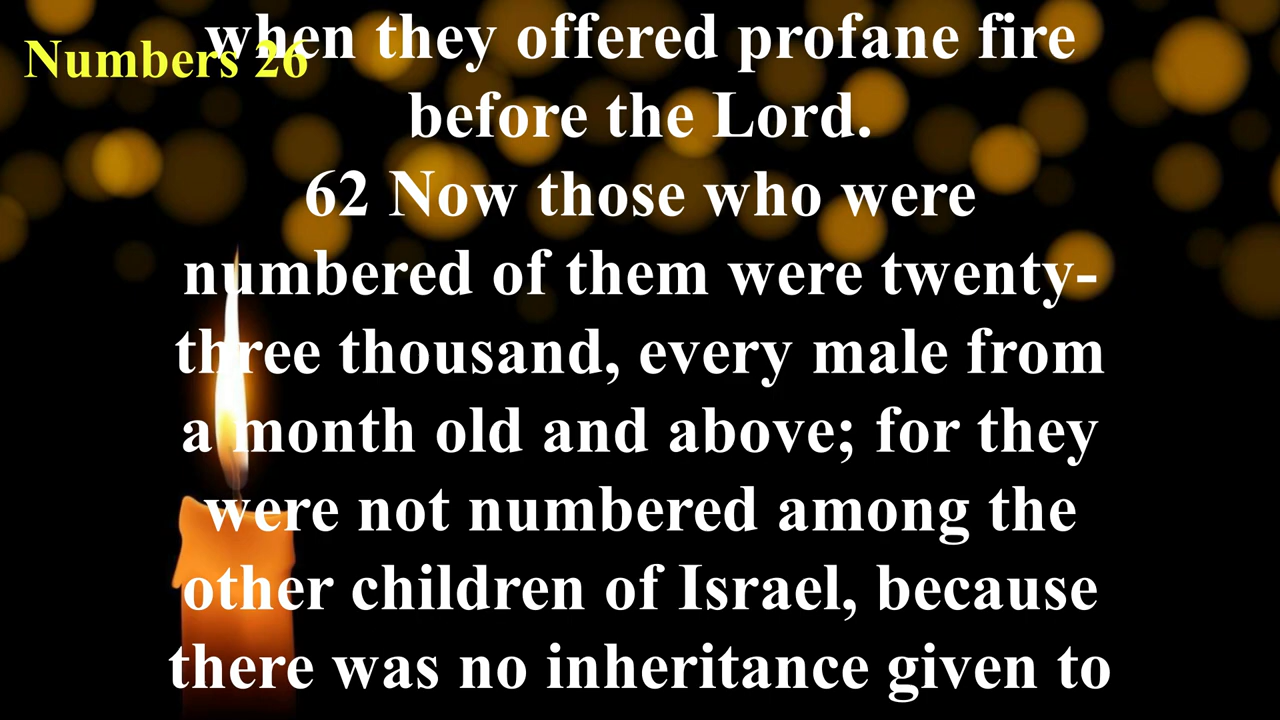 Numbers 26
when they offered profane fire
before the Lord.
62 Now those who were
numbered of them were twenty-
three thousand, every male from
a month old and above; for they
were not numbered among the
other children of Israel, because
there was no inheritance given to